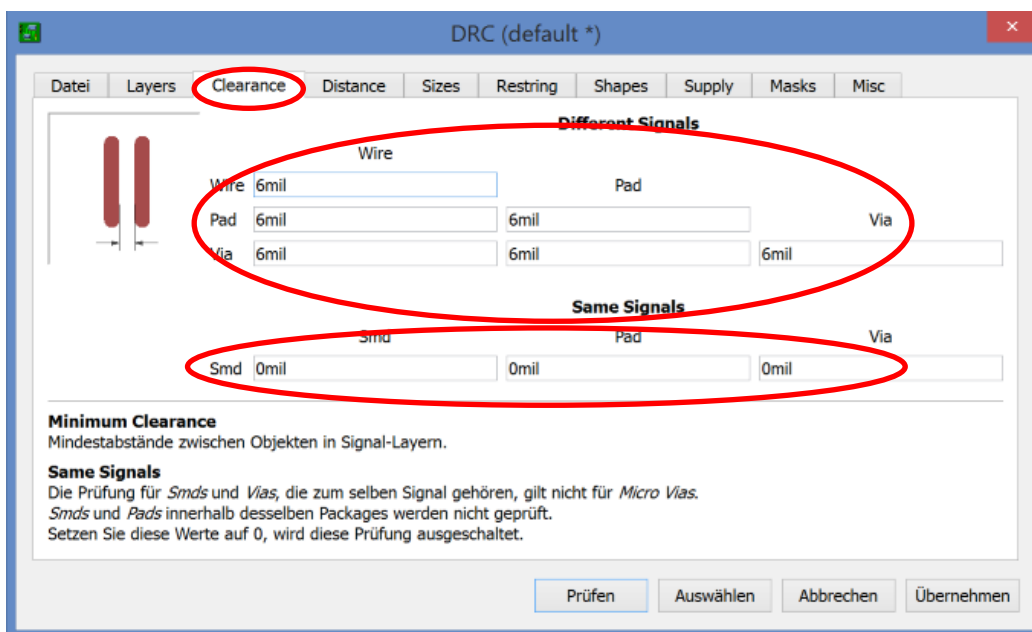 DRC (default *)
×
Datei Layers Clearance Distance Sizes Restring Shapes Supply Masks Misc
Different Signals
Wire
Wire 6mil Pad
Pad 6mil 6mil Via
Via 6mil 6mil 6mil
Same Signals
Smd Pad Via
Smd 0mil 0mil 0mil
Minimum Clearance
Mindestabstände zwischen Objekten in Signal-Layern.
Same Signals
Die Prüfung für Smds und Vias, die zum selben Signal gehören, gilt nicht für Micro Vias.
Smds und Pads innerhalb desselben Packages werden nicht geprüft.
Setzen Sie diese Werte auf 0, wird diese Prüfung ausgeschaltet.
Prüfen Auswählen Abbrechen Übernehmen